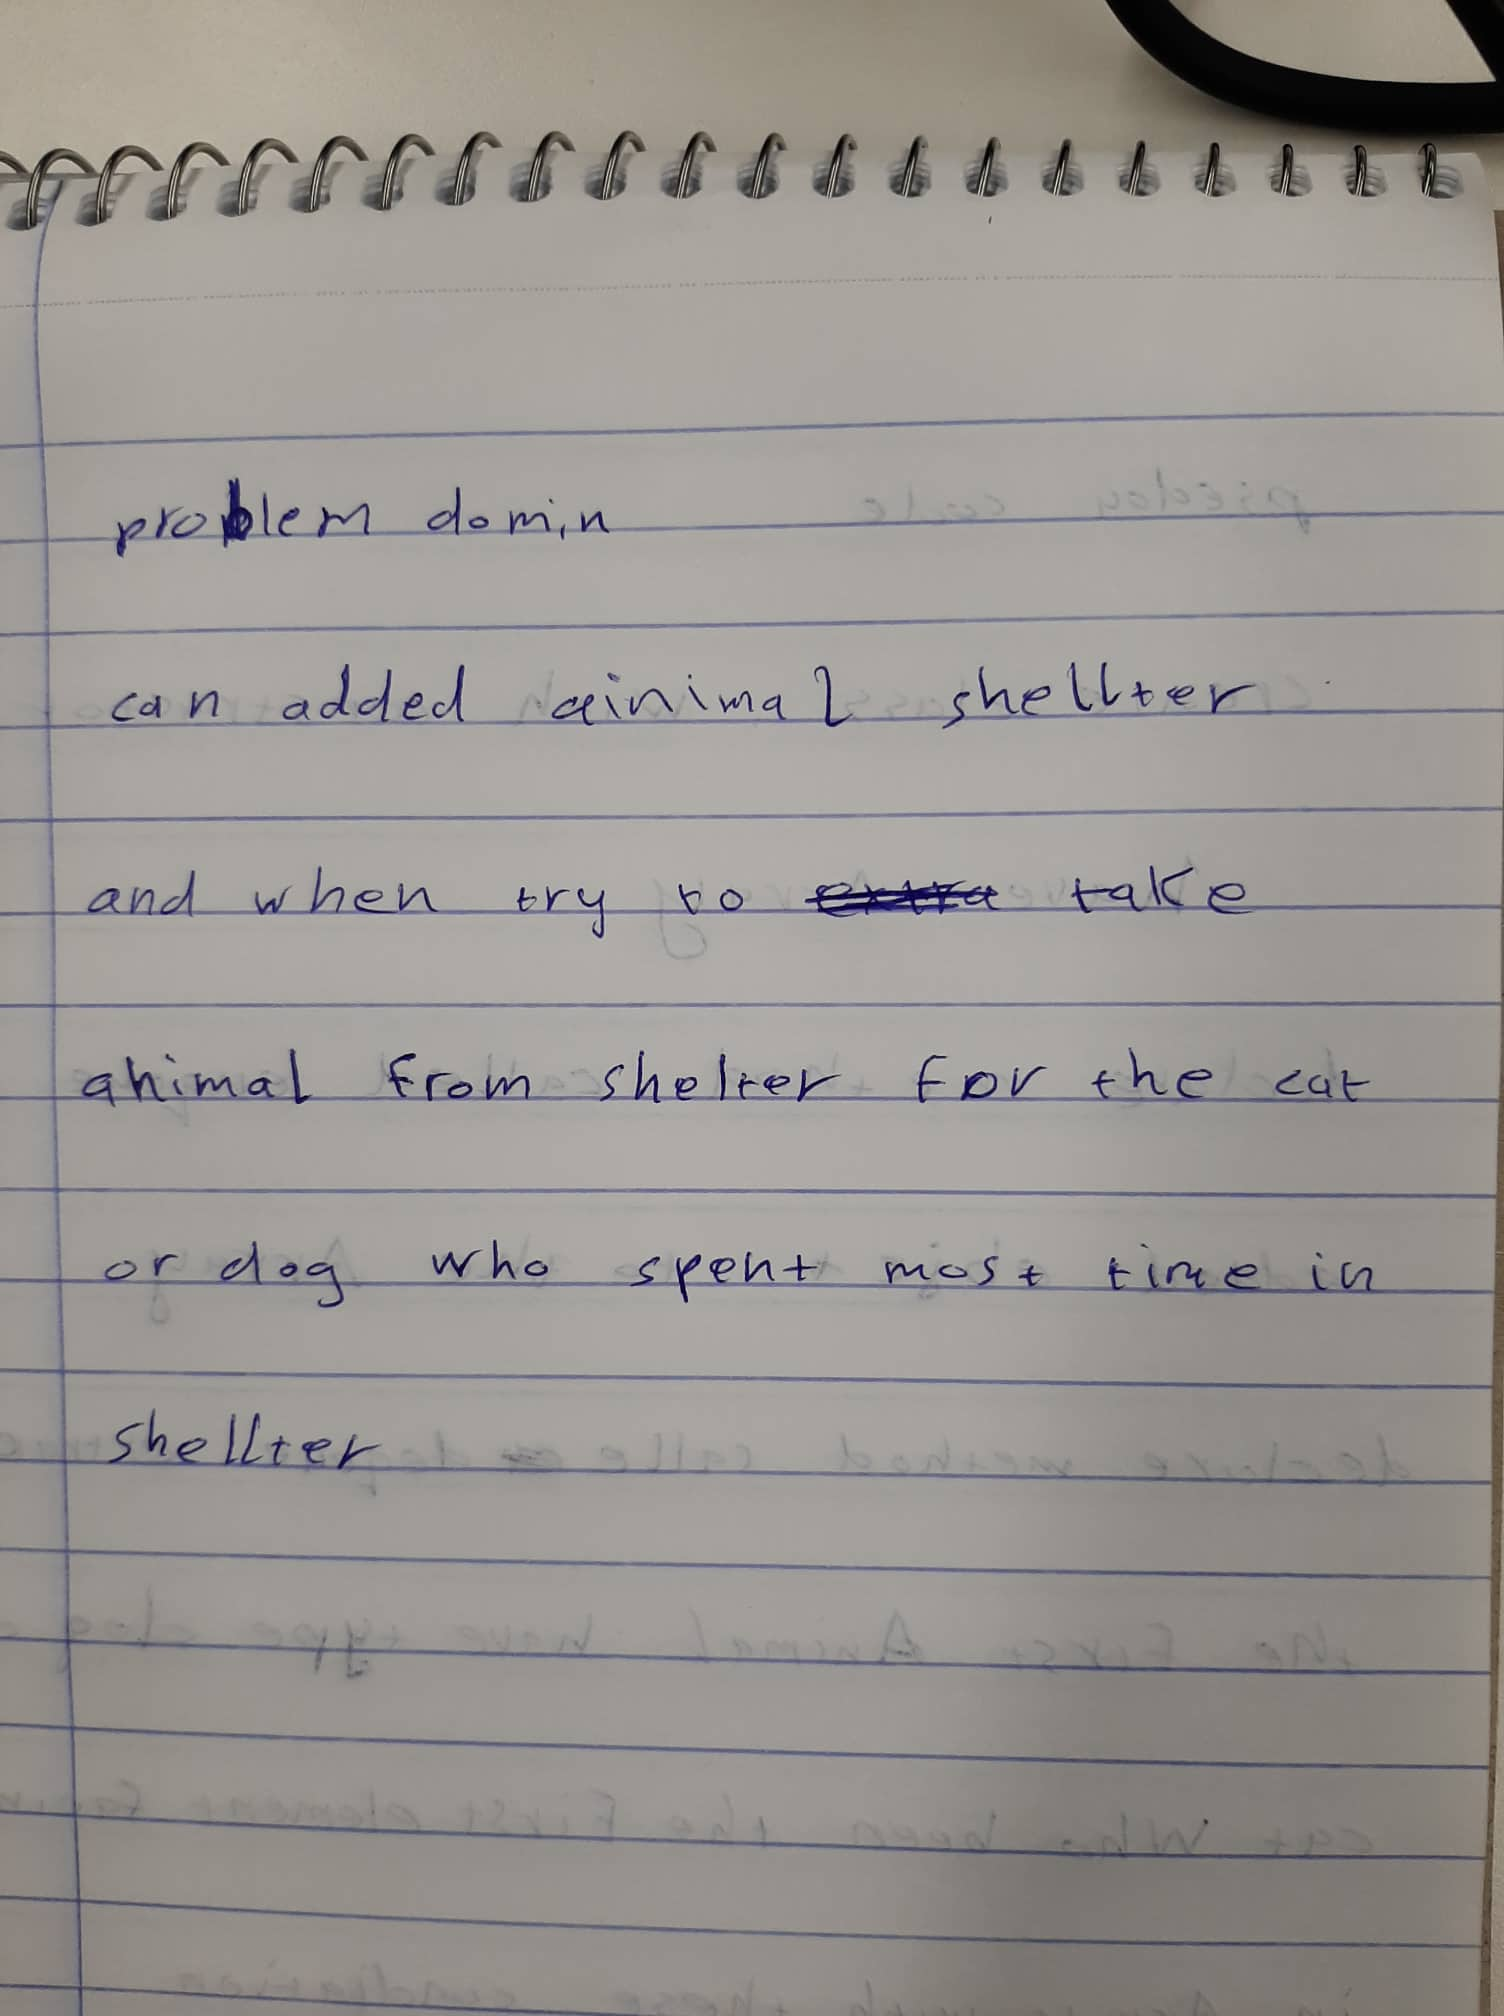 problem domin
can added ainimal shellter
and when try to take
animal from shelter for the cat
or dog who spent most time in
shellter